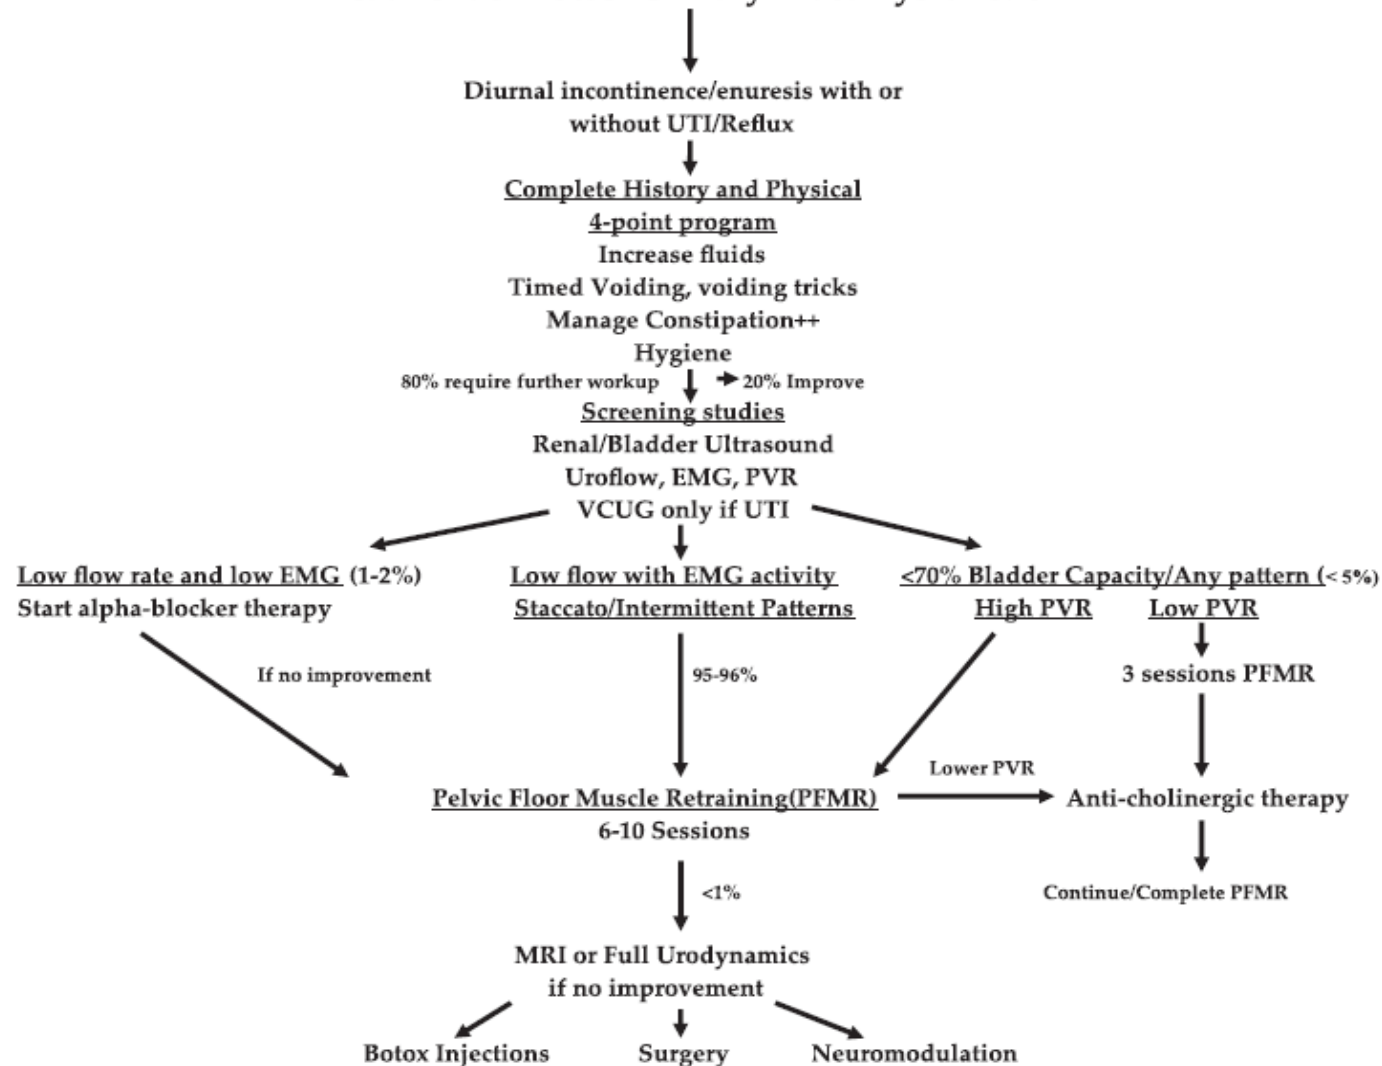 Diurnal incontinence/enuresis with or
without UTI/Reflux
Complete History and Physical
4-point program
Increase fluids
Timed Voiding, voiding tricks
Manage Constipation++
Hygiene
80% require further workup
20% Improve
Screening studies
Renal/Bladder Ultrasound
Uroflow, EMG, PVR
VCUG only if UTI
Low flow rate and low EMG (1-2%)
Start alpha-blocker therapy
Low flow with EMG activity
Staccato/Intermittent Patterns
<70% Bladder Capacity/Any pattern (< 5%)
High PVR
Low PVR
If no improvement
95-96%
3 sessions PFMR
Lower PVR
Pelvic Floor Muscle Retraining(PFMR)
6-10 Sessions
Anti-cholinergic therapy
<1%
Continue/Complete PFMR
MRI or Full Urodynamics
if no improvement
Botox Injections
Surgery
Neuromodulation